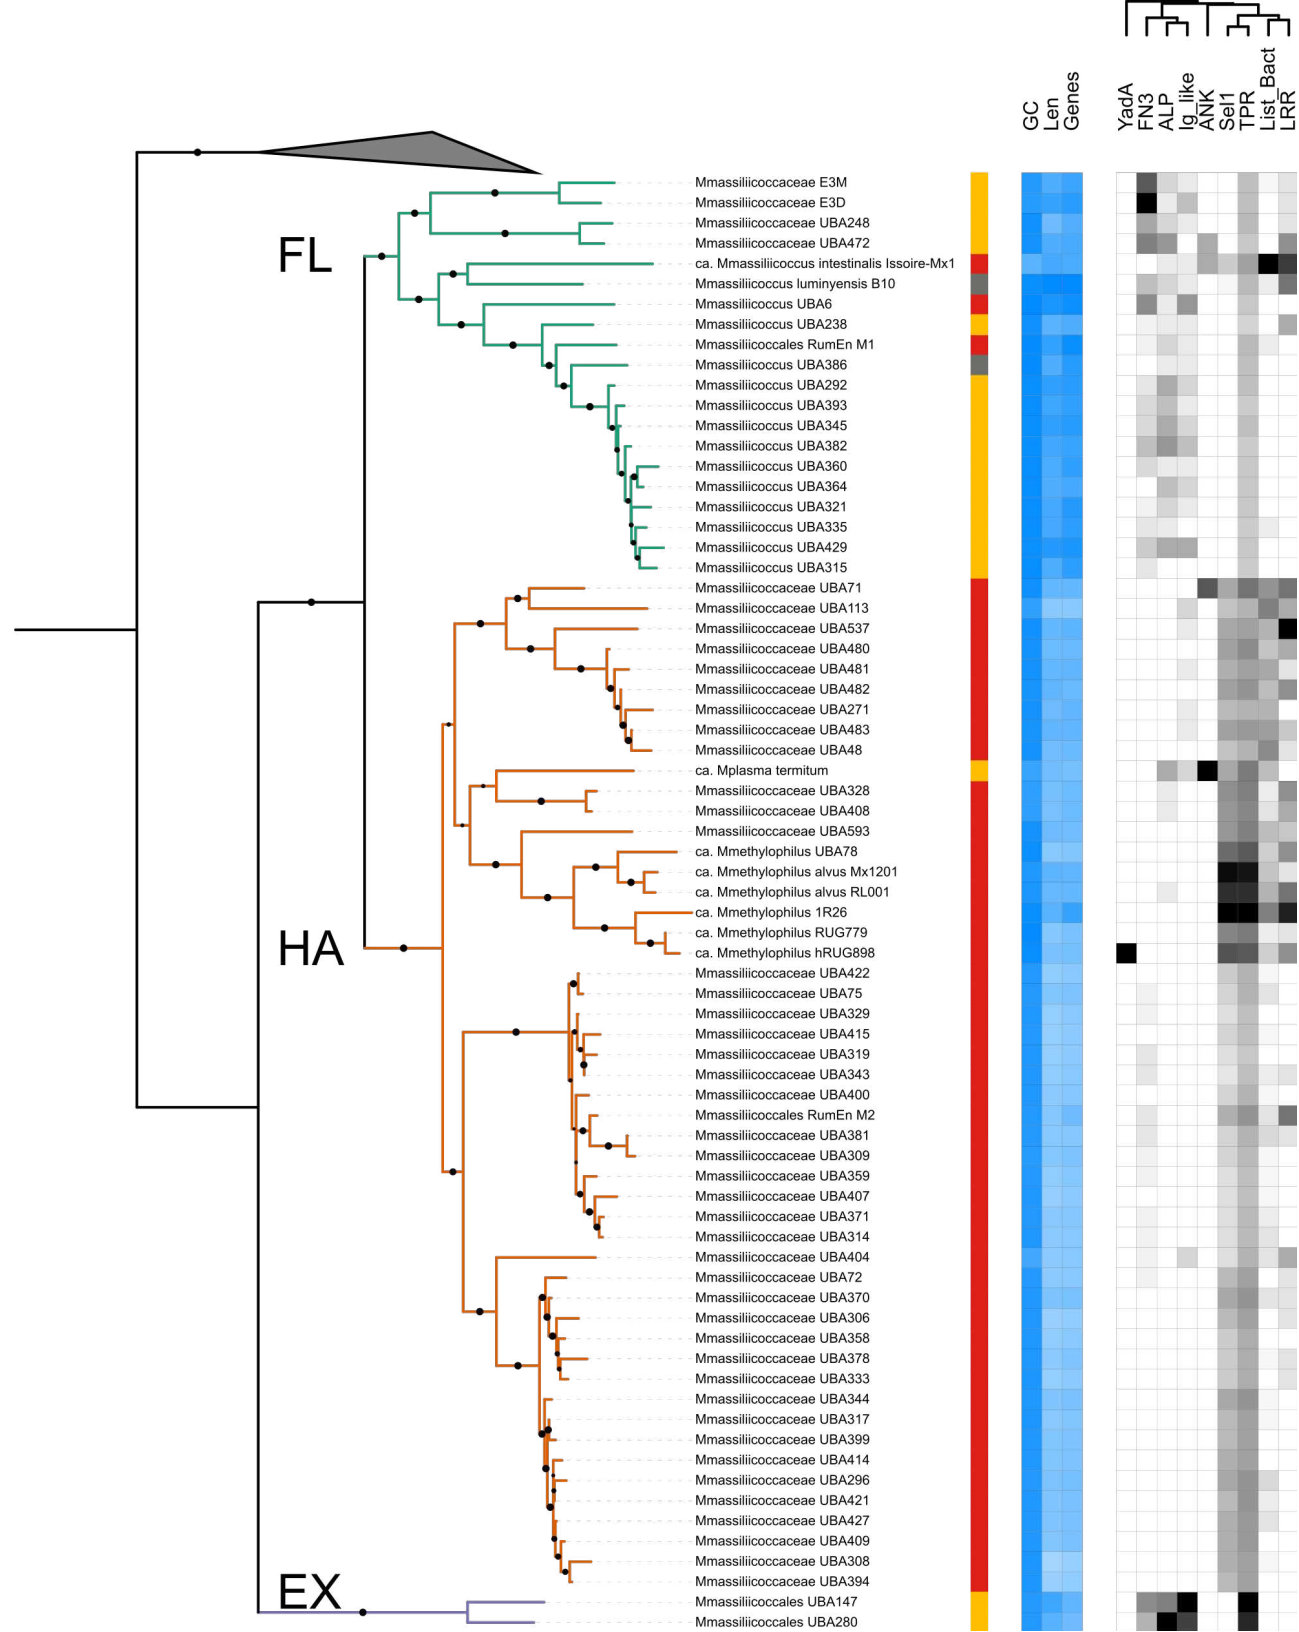 GC
Len
Genes
YadA
FN3
ALP
Ig_like
ANK
Sel1
TPR
List_Bact
LRR
FL
HA
EX
Mmassiliicoccaceae E3M
Mmassiliicoccaceae E3D
Mmassiliicoccaceae UBA248
Mmassiliicoccaceae UBA472
ca. Mmassiliicoccus intestinalis Issoire-Mx1
Mmassiliicoccus luminyensis B10
Mmassiliicoccus UBA6
Mmassiliicoccus UBA238
Mmassiliicoccales RumEn M1
Mmassiliicoccus UBA386
Mmassiliicoccus UBA292
Mmassiliicoccus UBA393
Mmassiliicoccus UBA345
Mmassiliicoccus UBA382
Mmassiliicoccus UBA360
Mmassiliicoccus UBA364
Mmassiliicoccus UBA321
Mmassiliicoccus UBA335
Mmassiliicoccus UBA429
Mmassiliicoccus UBA315
Mmassiliicoccaceae UBA71
Mmassiliicoccaceae UBA113
Mmassiliicoccaceae UBA537
Mmassiliicoccaceae UBA480
Mmassiliicoccaceae UBA481
Mmassiliicoccaceae UBA482
Mmassiliicoccaceae UBA271
Mmassiliicoccaceae UBA483
Mmassiliicoccaceae UBA48
ca. Mplasma termitum
Mmassiliicoccaceae UBA328
Mmassiliicoccaceae UBA408
Mmassiliicoccaceae UBA593
ca. Mmethylophilus UBA78
ca. Mmethylophilus alvus Mx1201
ca. Mmethylophilus alvus RL001
ca. Mmethylophilus 1R26
ca. Mmethylophilus RUG779
ca. Mmethylophilus hRUG898
Mmassiliicoccaceae UBA422
Mmassiliicoccaceae UBA75
Mmassiliicoccaceae UBA329
Mmassiliicoccaceae UBA415
Mmassiliicoccaceae UBA319
Mmassiliicoccaceae UBA343
Mmassiliicoccaceae UBA400
Mmassiliicoccales RumEn M2
Mmassiliicoccaceae UBA381
Mmassiliicoccaceae UBA309
Mmassiliicoccaceae UBA359
Mmassiliicoccaceae UBA407
Mmassiliicoccaceae UBA371
Mmassiliicoccaceae UBA314
Mmassiliicoccaceae UBA404
Mmassiliicoccaceae UBA72
Mmassiliicoccaceae UBA370
Mmassiliicoccaceae UBA306
Mmassiliicoccaceae UBA358
Mmassiliicoccaceae UBA378
Mmassiliicoccaceae UBA333
Mmassiliicoccaceae UBA344
Mmassiliicoccaceae UBA317
Mmassiliicoccaceae UBA399
Mmassiliicoccaceae UBA414
Mmassiliicoccaceae UBA296
Mmassiliicoccaceae UBA421
Mmassiliicoccaceae UBA427
Mmassiliicoccaceae UBA409
Mmassiliicoccaceae UBA308
Mmassiliicoccaceae UBA394
Mmassiliicoccales UBA147
Mmassiliicoccales UBA280